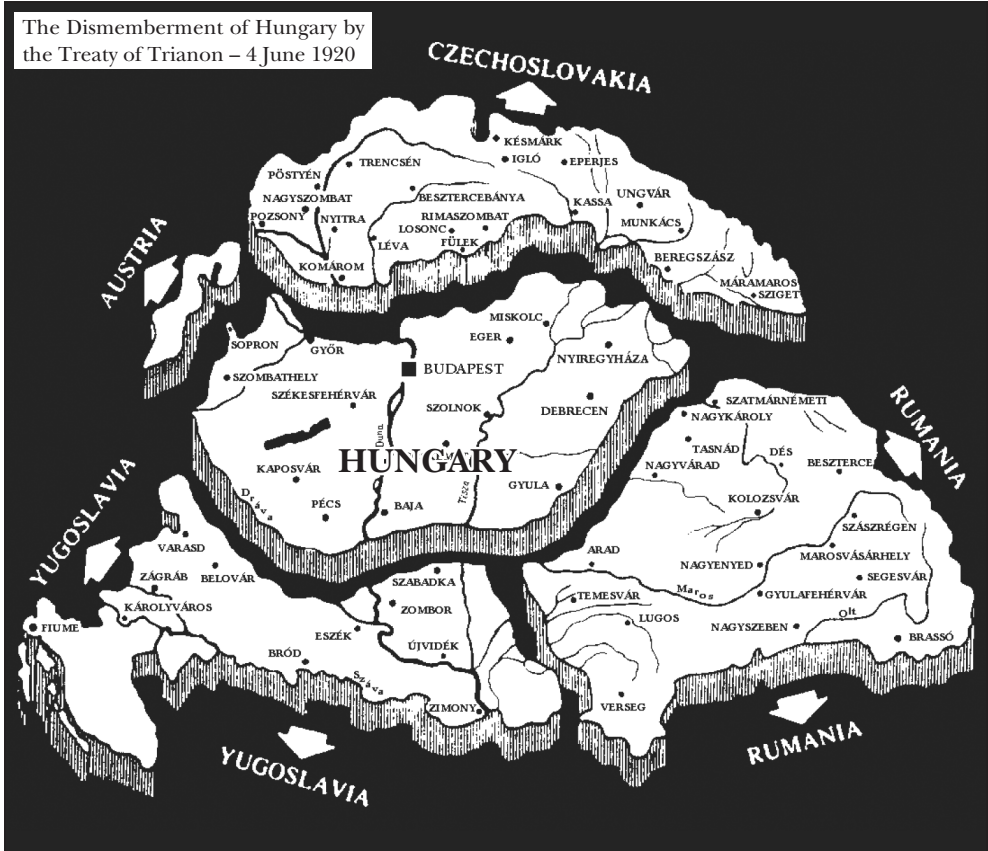 The Dismemberment of Hungary by
the Treaty of Trianon – 4 June 1920
CZECHOSLOVAKIA
KÉSMÁRK
IGLÓ
EPERJES
TRENCSÉN
PÖSTYÉN
NAGYSZOMBAT
BESZTERCEBÁNYA
UNGVÁR
KASSA
POZSONY
NYITRA
RIMASZOMBAT
LOSONC
MUNKÁCS
LÉVA
FÜLEK
KOMÁROM
BEREGSZÁSZ
MÁRAMAROS
SZIGET
AUSTRIA
MISKOLC
EGER
SOPRON
GYŐR
NYIREGYHÁZA
BUDAPEST
SZOMBATHELY
SZÉKESFEHÉRVÁR
SZOLNOK
DEBRECEN
Duna
HUNGARY
KAPOSVÁR
Tisza
GYULA
Dráva
PÉCS
BAJA
RUMANIA
SZATMÁRNÉMETI
NAGYKÁROLY
TASNÁD
DÉS
NAGYVÁRAD
BESZTERCE
KOLOZSVÁR
SZÁSZRÉGEN
ARAD
MAROSVÁSÁRHELY
NAGYENYED
SEGESVÁR
Maros
TEMESVÁR
GYULAFEHÉRVÁR
Olt
LUGOS
NAGYSZEBEN
BRASSÓ
VERSEG
RUMANIA
YUGOSLAVIA
VARASD
ZÁGRÁB
BELOVÁR
SZABADKA
KÁROLYVÁROS
ZOMBOR
FIUME
ESZÉK
ÚJVIDÉK
BRÓD
Száva
ZIMONY
YUGOSLAVIA